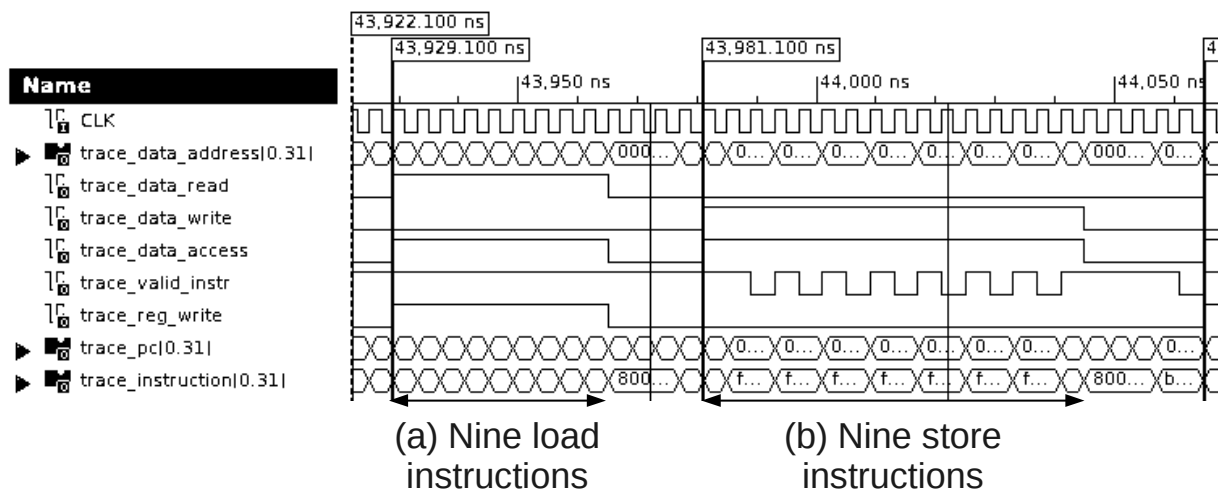 43,922.100 ns
43,929.100 ns
43,981.100 ns
4
Name
43,950 ns
44,000 ns
44,050 ns
CLK
trace_data_address[0.31]
000...
0...
0...
0...
0...
0...
0...
0...
000...
0...
trace_data_read
trace_data_write
trace_data_access
trace_valid_instr
trace_reg_write
trace_pc[0.31]
0...
0...
0...
0...
0...
0...
0...
0...
trace_instruction[0.31]
800...
f...
f...
f...
f...
f...
f...
f...
800...
b...
(a) Nine load
instructions
(b) Nine store
instructions